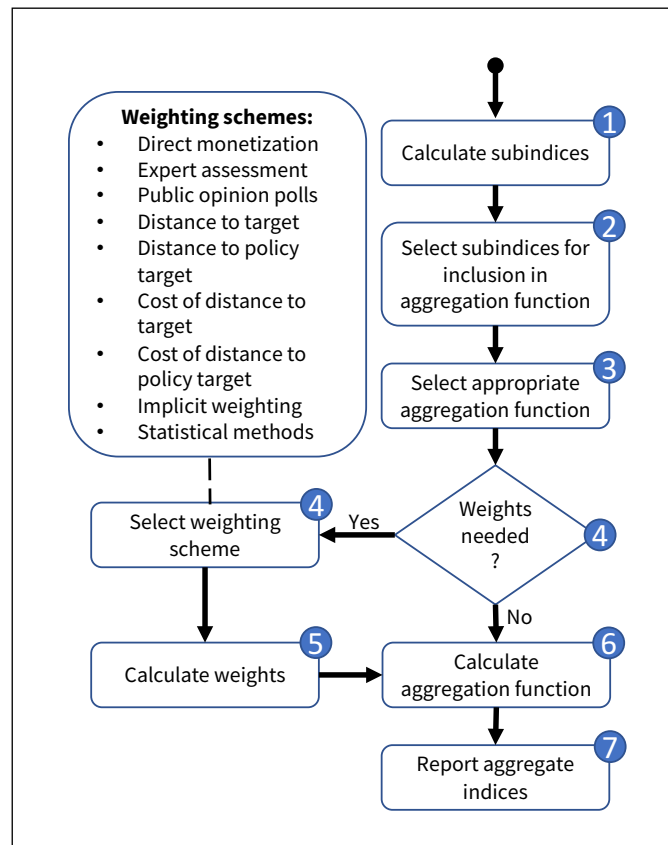 Weighting schemes:
• Direct monetization
• Expert assessment
• Public opinion polls
• Distance to target
• Distance to policy
target
• Cost of distance to
target
• Cost of distance to
policy target
• Implicit weighting
• Statistical methods
1
Calculate subindices
2
Select subindices for
inclusion in
aggregation function
3
Select appropriate
aggregation function
4
Weights
needed
?
Yes
4
Select weighting
scheme
No
5
Calculate weights
6
Calculate
aggregation function
7
Report aggregate
indices